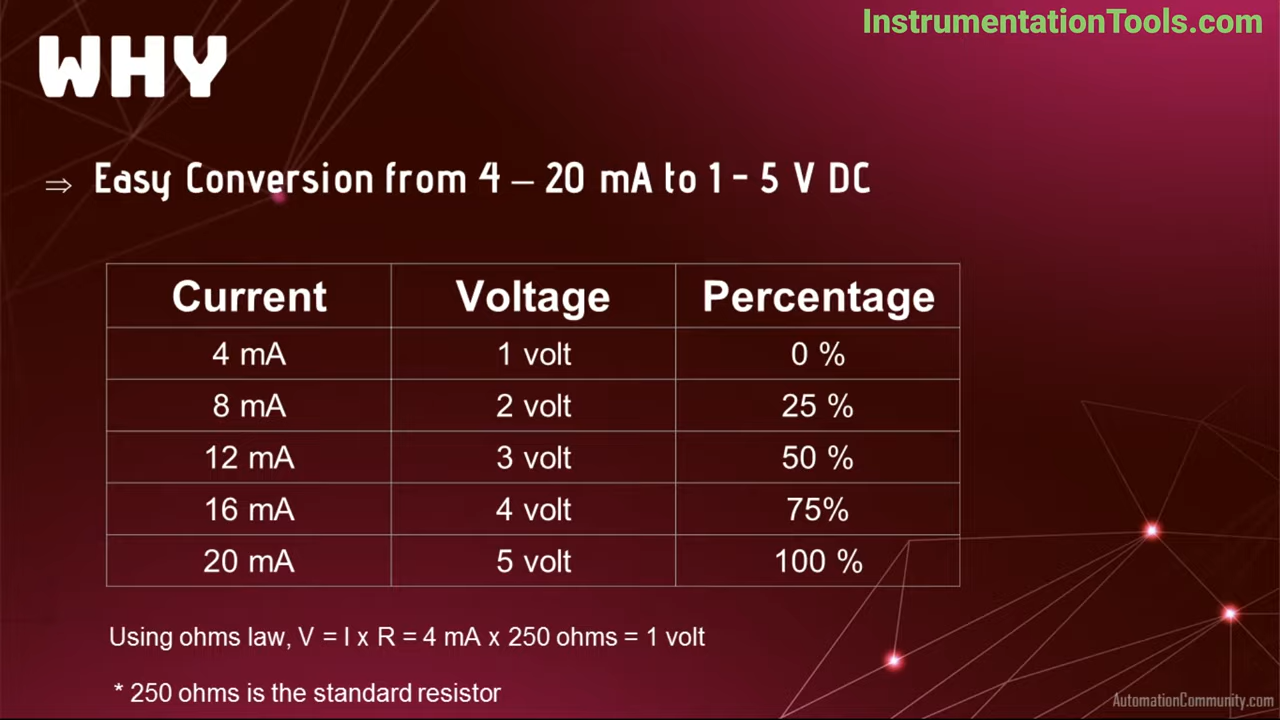 InstrumentationTools.com
WHY
⇒ Easy Conversion from 4 – 20 mA to 1 - 5 V DC
Current Voltage Percentage
4 mA 1 volt 0 %
8 mA 2 volt 25 %
12 mA 3 volt 50 %
16 mA 4 volt 75%
20 mA 5 volt 100 %
Using ohms law, V = I x R = 4 mA x 250 ohms = 1 volt
* 250 ohms is the standard resistor
AutomationCommunity.com